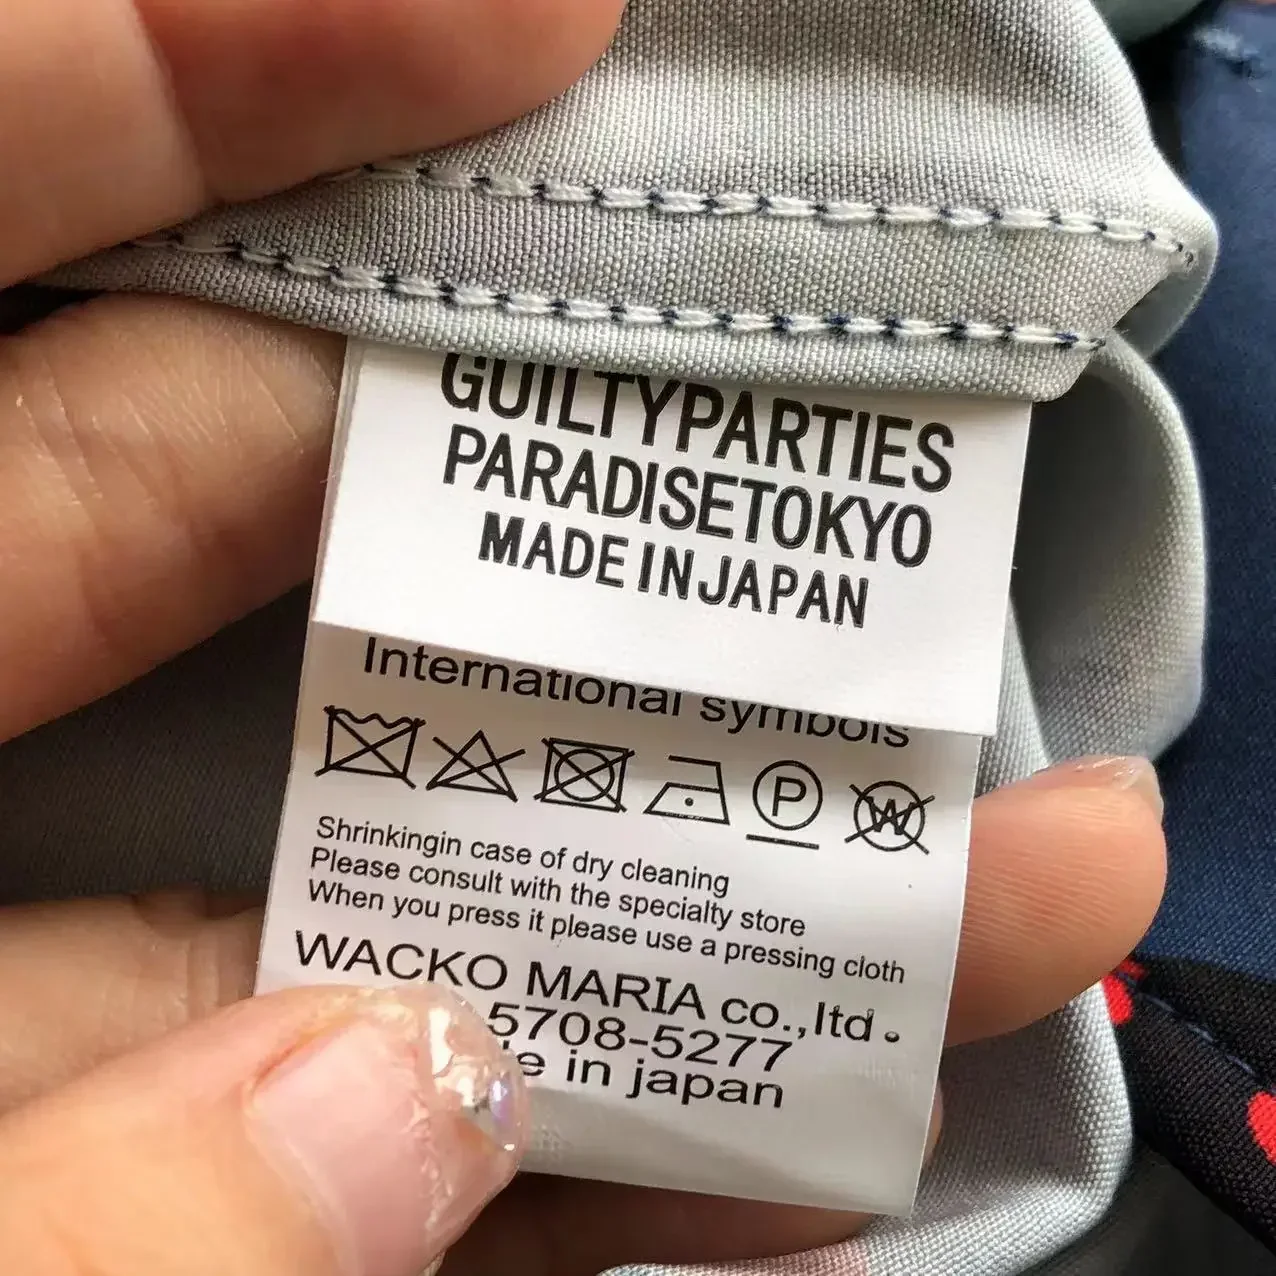 GUILTYPARTIES
PARADISETOKYO
MADE IN JAPAN
International symbols
P W
Shrinkingin case of dry cleaning
Please consult with the specialty store
When you press it please use a pressing cloth
WACKO MARIA co.,ltd。
5708-5277
in japan